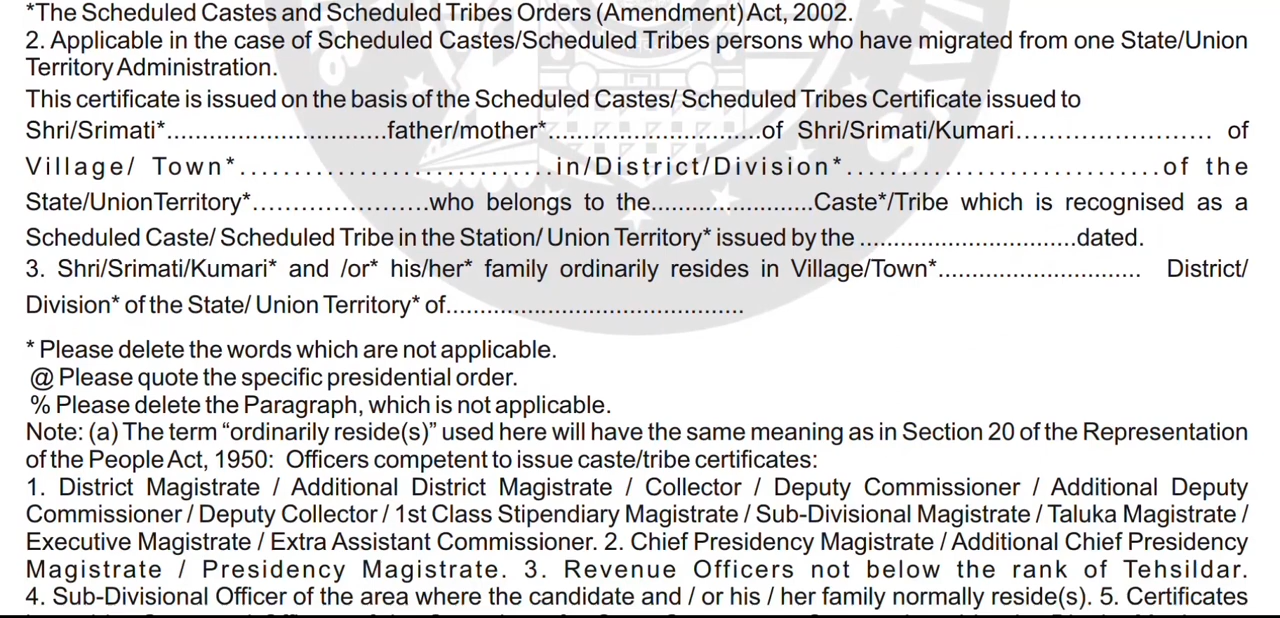 *The Scheduled Castes and Scheduled Tribes Orders (Amendment) Act, 2002.
2. Applicable in the case of Scheduled Castes/Scheduled Tribes persons who have migrated from one State/Union
Territory Administration.
This certificate is issued on the basis of the Scheduled Castes/ Scheduled Tribes Certificate issued to
Shri/Srimati*.................................father/mother*.................................of Shri/Srimati/Kumari............................. of
Village/ Town*.............................in/District/Division*.............................of the
State/UnionTerritory*........................who belongs to the........................Caste*/Tribe which is recognised as a
Scheduled Caste/ Scheduled Tribe in the Station/ Union Territory* issued by the .................................dated.
3. Shri/Srimati/Kumari* and /or* his/her* family ordinarily resides in Village/Town*............................... District/
Division* of the State/ Union Territory* of.............................................
* Please delete the words which are not applicable.
@ Please quote the specific presidential order.
% Please delete the Paragraph, which is not applicable.
Note: (a) The term “ordinarily reside(s)” used here will have the same meaning as in Section 20 of the Representation
of the People Act, 1950: Officers competent to issue caste/tribe certificates:
1. District Magistrate / Additional District Magistrate / Collector / Deputy Commissioner / Additional Deputy
Commissioner / Deputy Collector / 1st Class Stipendiary Magistrate / Sub-Divisional Magistrate / Taluka Magistrate /
Executive Magistrate / Extra Assistant Commissioner. 2. Chief Presidency Magistrate / Additional Chief Presidency
Magistrate / Presidency Magistrate. 3. Revenue Officers not below the rank of Tehsildar.
4. Sub-Divisional Officer of the area where the candidate and / or his / her family normally reside(s). 5. Certificates